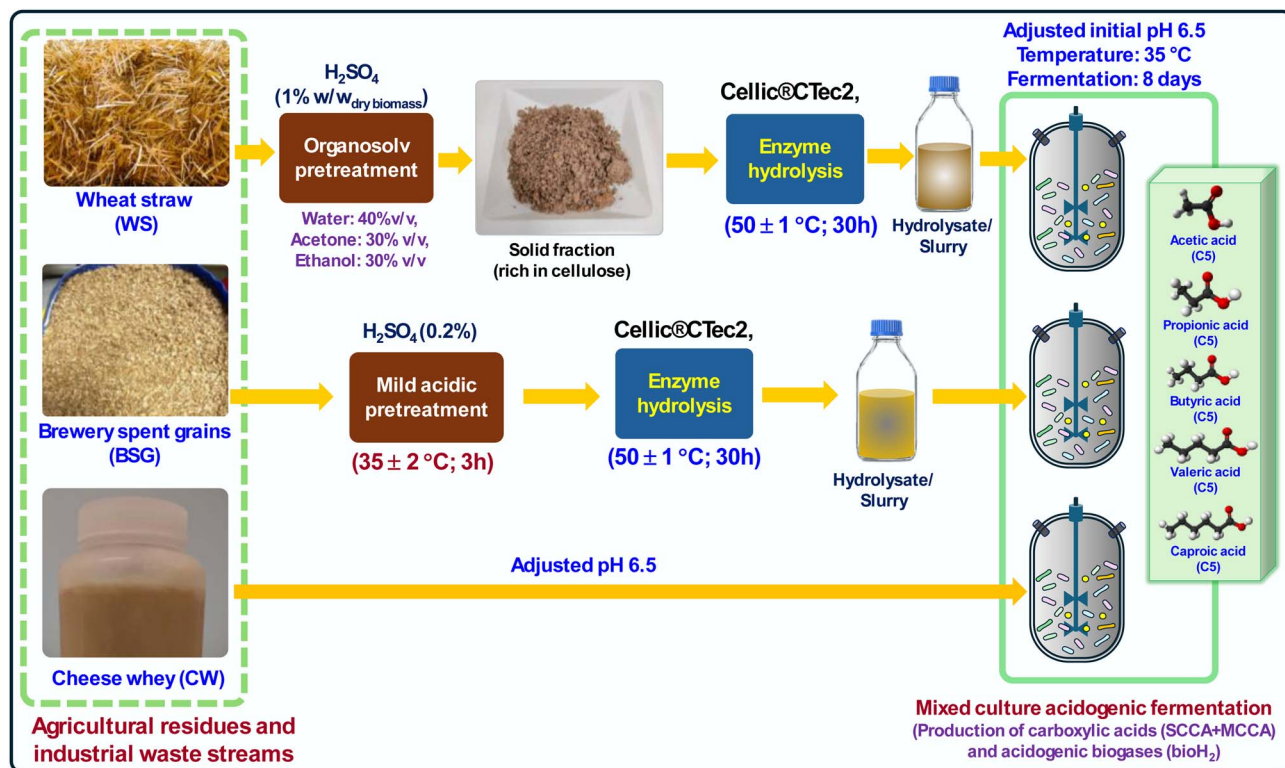 Wheat straw
(WS)
Brewery spent grains
(BSG)
Cheese whey (CW)
Agricultural residues and
industrial waste streams
H₂SO₄
(1% w/w dry biomass)
Organosolv
pretreatment
Water: 40%v/v,
Acetone: 30% v/v,
Ethanol: 30% v/v
Solid fraction
(rich in cellulose)
Cellic®CTec2,
Enzyme
hydrolysis
(50 ± 1 °C; 30h)
Hydrolysate/
Slurry
H₂SO₄ (0.2%)
Mild acidic
pretreatment
(35 ± 2 °C; 3h)
Cellic®CTec2,
Enzyme
hydrolysis
(50 ± 1 °C; 30h)
Hydrolysate/
Slurry
Adjusted pH 6.5
Adjusted initial pH 6.5
Temperature: 35 °C
Fermentation: 8 days
Acetic acid
(C5)
Propionic acid
(C5)
Butyric acid
(C5)
Valeric acid
(C5)
Caproic acid
(C5)
Mixed culture acidogenic fermentation
(Production of carboxylic acids (SCCA+MCCA)
and acidogenic biogases (bioH₂)